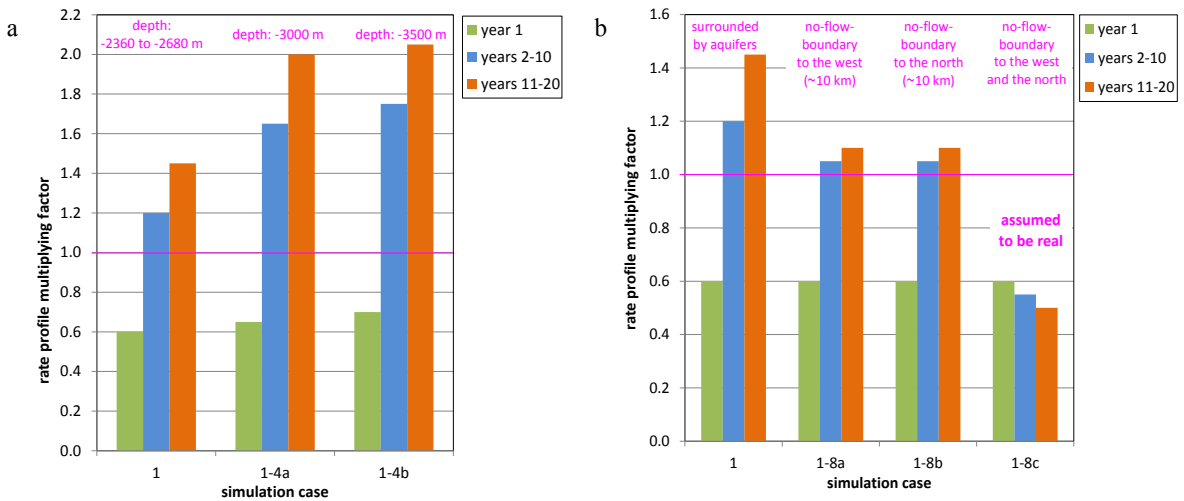 a
depth:
-2360 to -2680 m
depth: -3000 m
depth: -3500 m
rate profile multiplying factor
2.0
1.8
1.6
1.4
1.2
1.0
0.8
0.6
0.4
0.2
0.0
1
1-4a
1-4b
simulation case
year 1
years 2-10
years 11-20
b
surrounded
by aquifers
no-flow-
boundary
to the west
(~10 km)
no-flow-
boundary
to the north
(~10 km)
no-flow-
boundary
to the west
and the north
assumed
to be real
rate profile multiplying factor
1.6
1.4
1.2
1.0
0.8
0.6
0.4
0.2
0.0
1
1-8a
1-8b
1-8c
simulation case
year 1
years 2-10
years 11-20